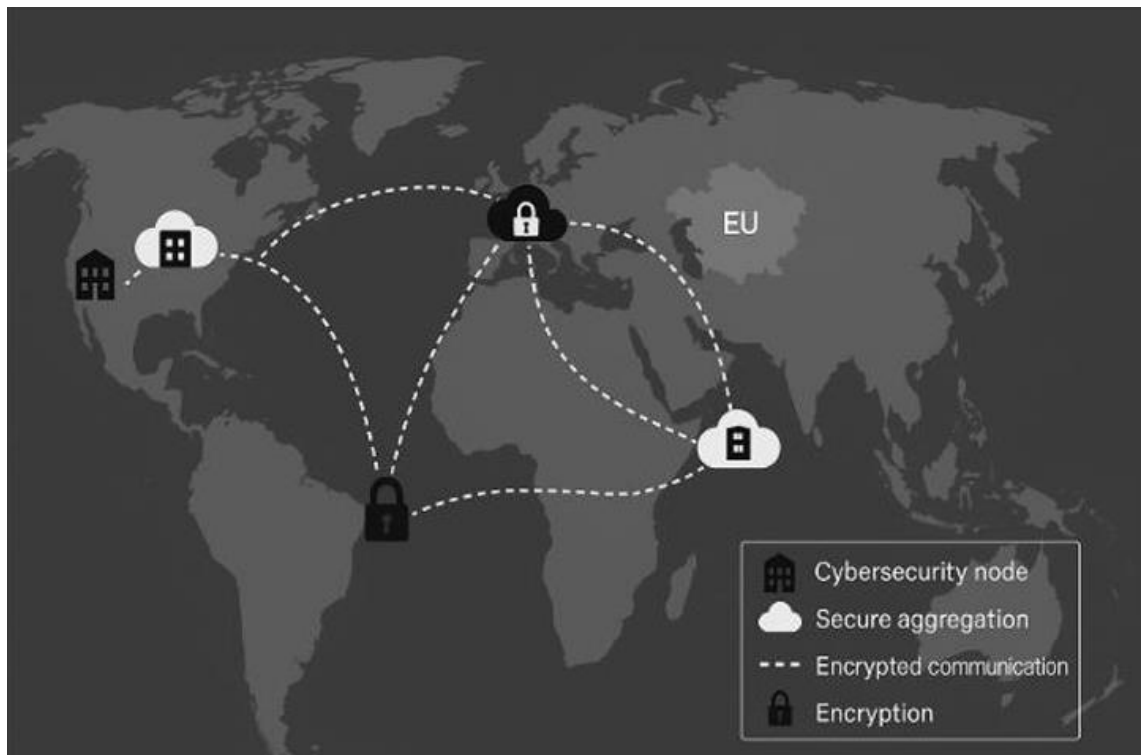 EU
Cybersecurity node
Secure aggregation
Encrypted communication
Encryption